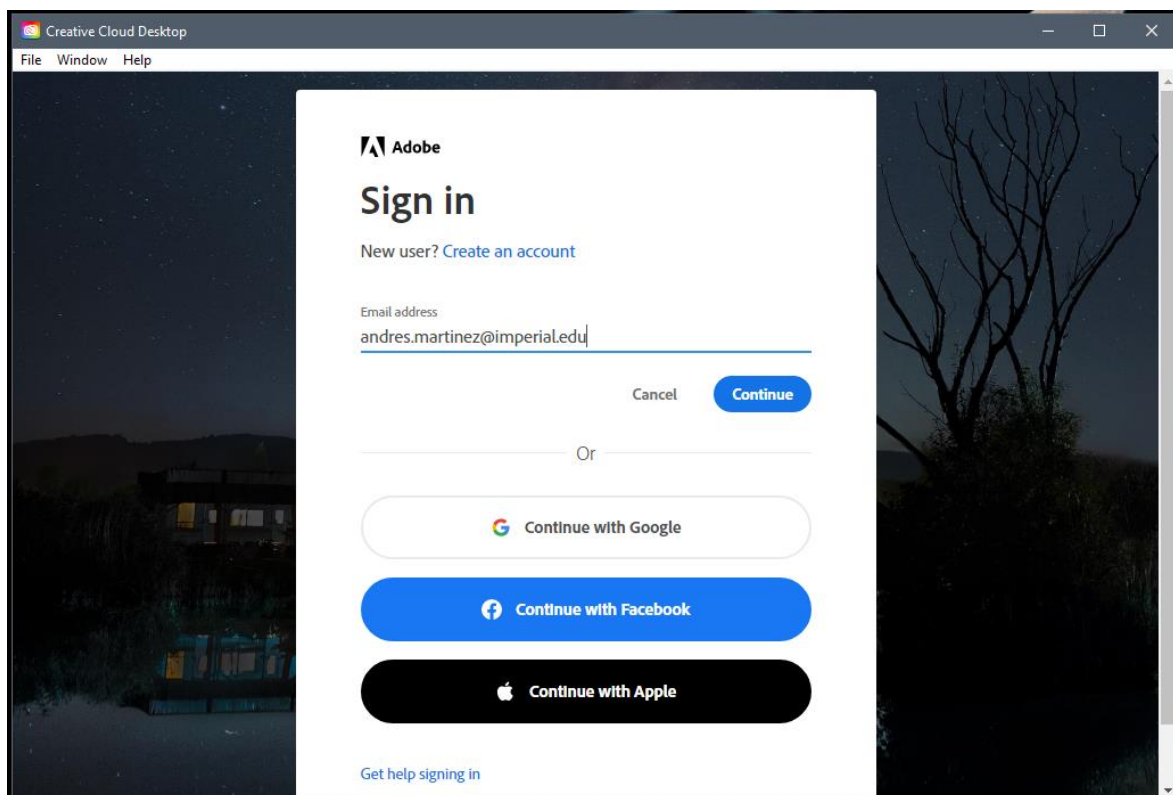 Creative Cloud Desktop
File Window Help
Adobe
Sign in
New user? Create an account
Email address
andres.martinez@imperial.edu
Cancel Continue
Or
Continue with Google
Continue with Facebook
Continue with Apple
Get help signing in